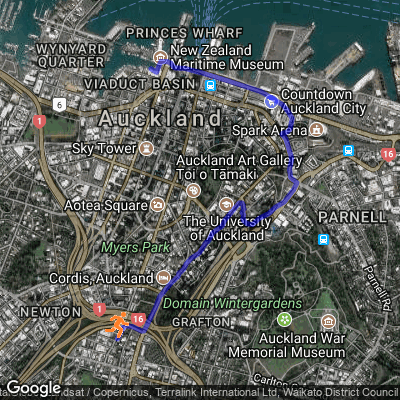 PRINCES WHARF
WYNYARD
QUARTER
New Zealand
Maritime Museum
VIADUCT BASIN
Countdown
Auckland City
6
Auckland
1
Spark Arena
Sky Tower
16
Auckland Art Gallery
Toi o Tāmaki
Aotea Square
The University
of Auckland
PARNELL
Myers Park
Parnell Rd
Cordis, Auckland
Domain Wintergardens
NEWTON
1
16
GRAFTON
Auckland War
Memorial Museum
Google
Landsat / Copernicus, Terralink International Ltd, Waikato District Council